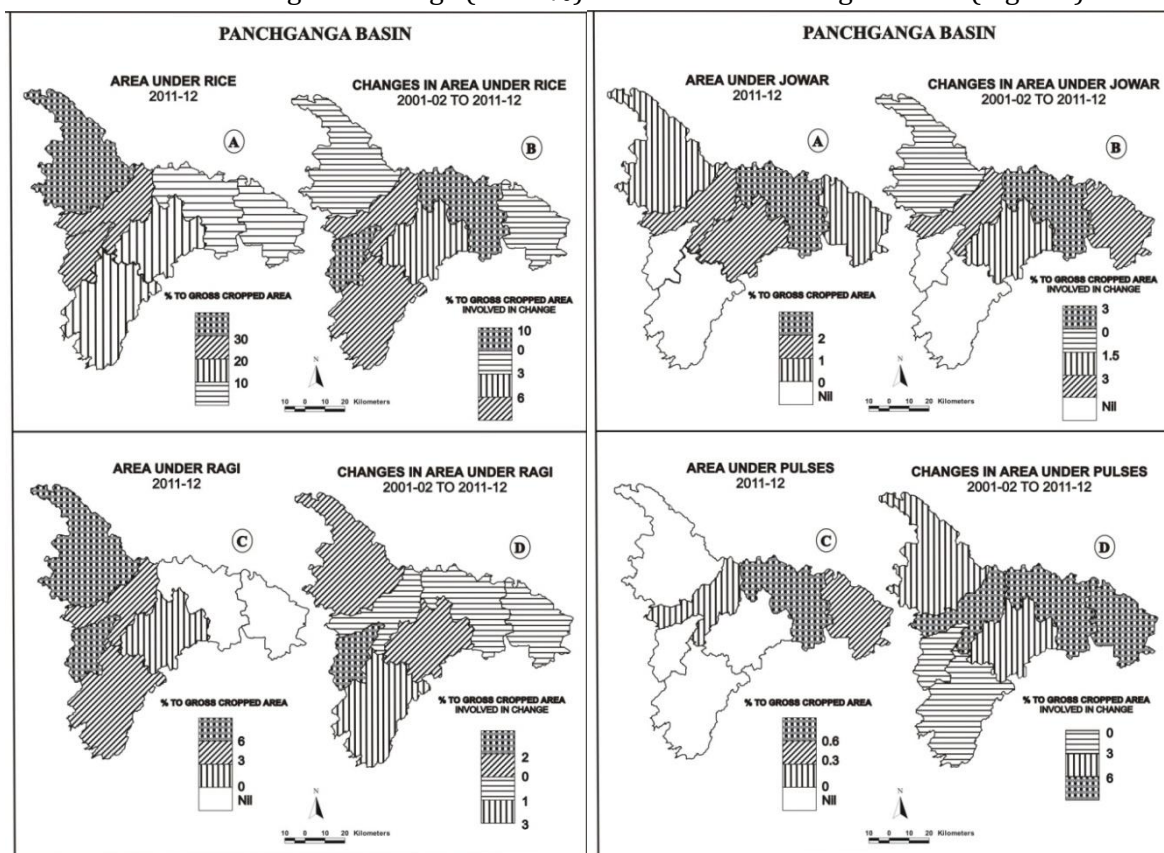 PANCHGANGA BASIN
AREA UNDER RICE
2011-12
CHANGES IN AREA UNDER RICE
2001-02 TO 2011-12
A
B
% TO GROSS CROPPED AREA
30
20
10
% TO GROSS CROPPED AREA
INVOLVED IN CHANGE
10
0
3
6
N
10 0 10 20 Kilometers
PANCHGANGA BASIN
AREA UNDER JOWAR
2011-12
CHANGES IN AREA UNDER JOWAR
2001-02 TO 2011-12
A
B
% TO GROSS CROPPED AREA
2
1
0
Nil
% TO GROSS CROPPED AREA
INVOLVED IN CHANGE
3
0
1.5
3
Nil
N
10 0 10 20 Kilometers
AREA UNDER RAGI
2011-12
CHANGES IN AREA UNDER RAGI
2001-02 TO 2011-12
C
D
% TO GROSS CROPPED AREA
6
3
0
Nil
% TO GROSS CROPPED AREA
INVOLVED IN CHANGE
2
0
1
3
N
10 0 10 20 Kilometers
AREA UNDER PULSES
2011-12
CHANGES IN AREA UNDER PULSES
2001-02 TO 2011-12
C
D
% TO GROSS CROPPED AREA
0.6
0.3
0
Nil
% TO GROSS CROPPED AREA
INVOLVED IN CHANGE
0
3
6
N
10 0 10 20 Kilometers